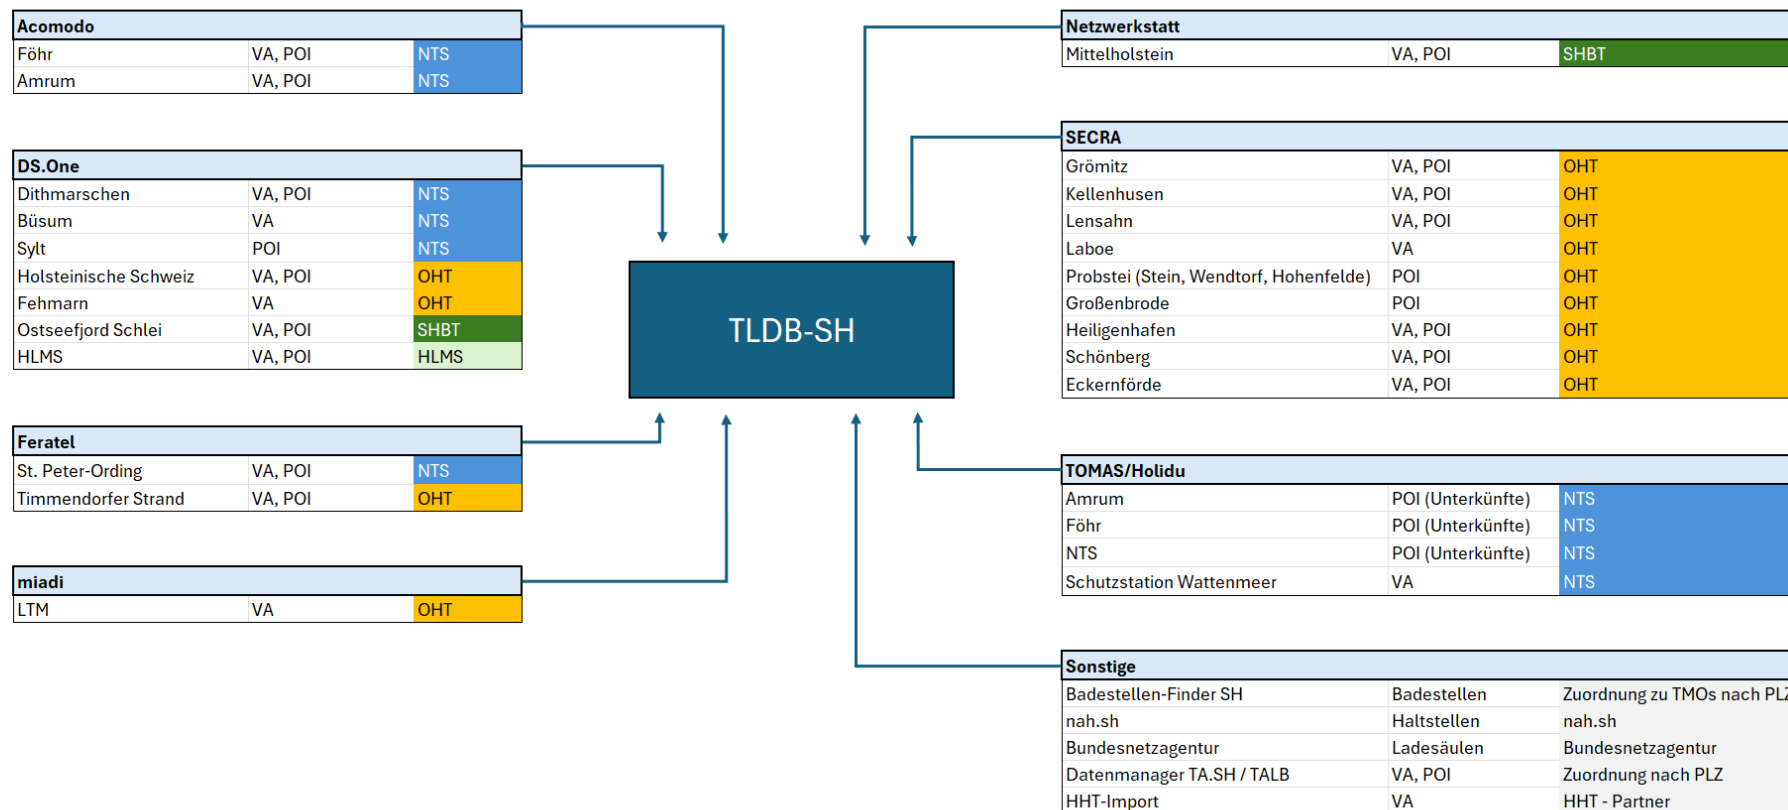 Acomodo
Föhr VA, POI NTS
Amrum VA, POI NTS
DS.One
Dithmarschen VA, POI NTS
Büsum VA NTS
Sylt POI NTS
Holsteinische Schweiz VA, POI OHT
Fehmarn VA OHT
Ostseefjord Schlei VA, POI SHBT
HLMS VA, POI HLMS
Feratel
St. Peter-Ording VA, POI NTS
Timmendorfer Strand VA, POI OHT
miadi
LTM VA OHT
TLDB-SH
Netzwerkstatt
Mittelholstein VA, POI SHBT
SECRA
Grömitz VA, POI OHT
Kellenhusen VA, POI OHT
Lensahn VA, POI OHT
Laboe VA OHT
Probstei (Stein, Wendtorf, Hohenfelde) POI OHT
Großenbrode POI OHT
Heiligenhafen VA, POI OHT
Schönberg VA, POI OHT
Eckernförde VA, POI OHT
TOMAS/Holidu
Amrum POI (Unterkünfte) NTS
Föhr POI (Unterkünfte) NTS
NTS POI (Unterkünfte) NTS
Schutzstation Wattenmeer VA NTS
Sonstige
Badestellen-Finder SH Badestellen Zuordnung zu TMOs nach PLZ
nah.sh Haltstellen nah.sh
Bundesnetzagentur Ladesäulen Bundesnetzagentur
Datenmanager TA.SH / TALB VA, POI Zuordnung nach PLZ
HHT-Import VA HHT - Partner